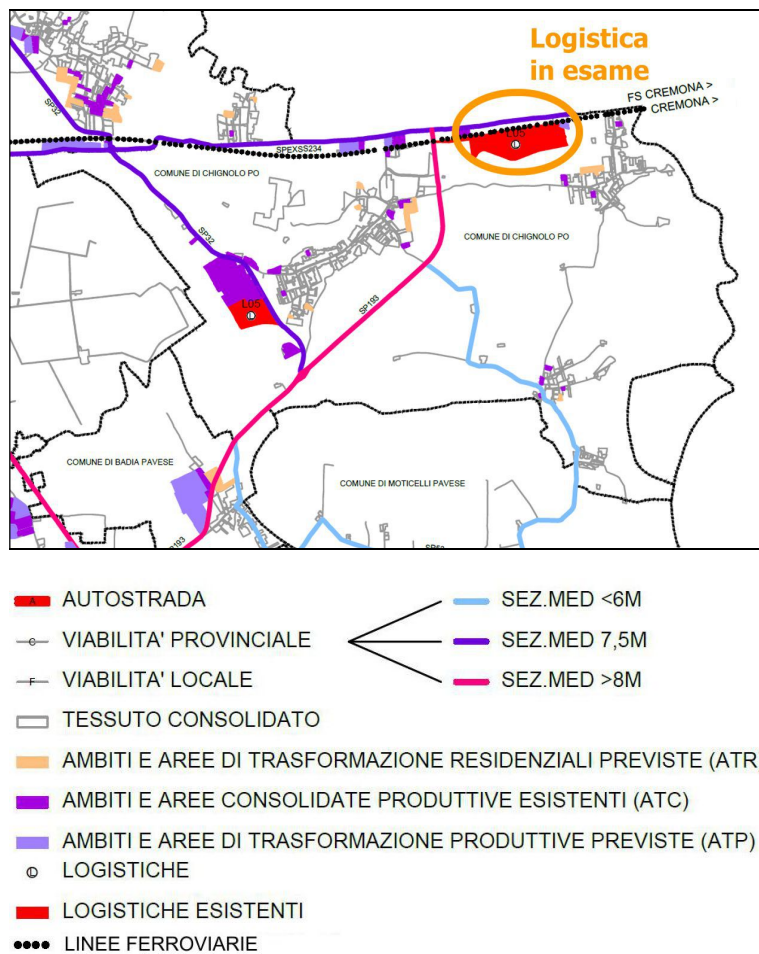 Logistica
in esame
FS CREMONA >
CREMONA >
SP32
SPEXSS234
L05
L
COMUNE DI CHIGNOLO PO
SP32
COMUNE DI CHIGNOLO PO
L05
L
SP193
COMUNE DI BADIA PAVESE
COMUNE DI MOTICELLI PAVESE
A AUTOSTRADA
C VIABILITA' PROVINCIALE
F VIABILITA' LOCALE
TESSUTO CONSOLIDATO
AMBITI E AREE DI TRASFORMAZIONE RESIDENZIALI PREVISTE (ATR
AMBITI E AREE CONSOLIDATE PRODUTTIVE ESISTENTI (ATC)
AMBITI E AREE DI TRASFORMAZIONE PRODUTTIVE PREVISTE (ATP)
L LOGISTICHE
LOGISTICHE ESISTENTI
LINEE FERROVIARIE
SEZ.MED <6M
SEZ.MED 7,5M
SEZ.MED >8M